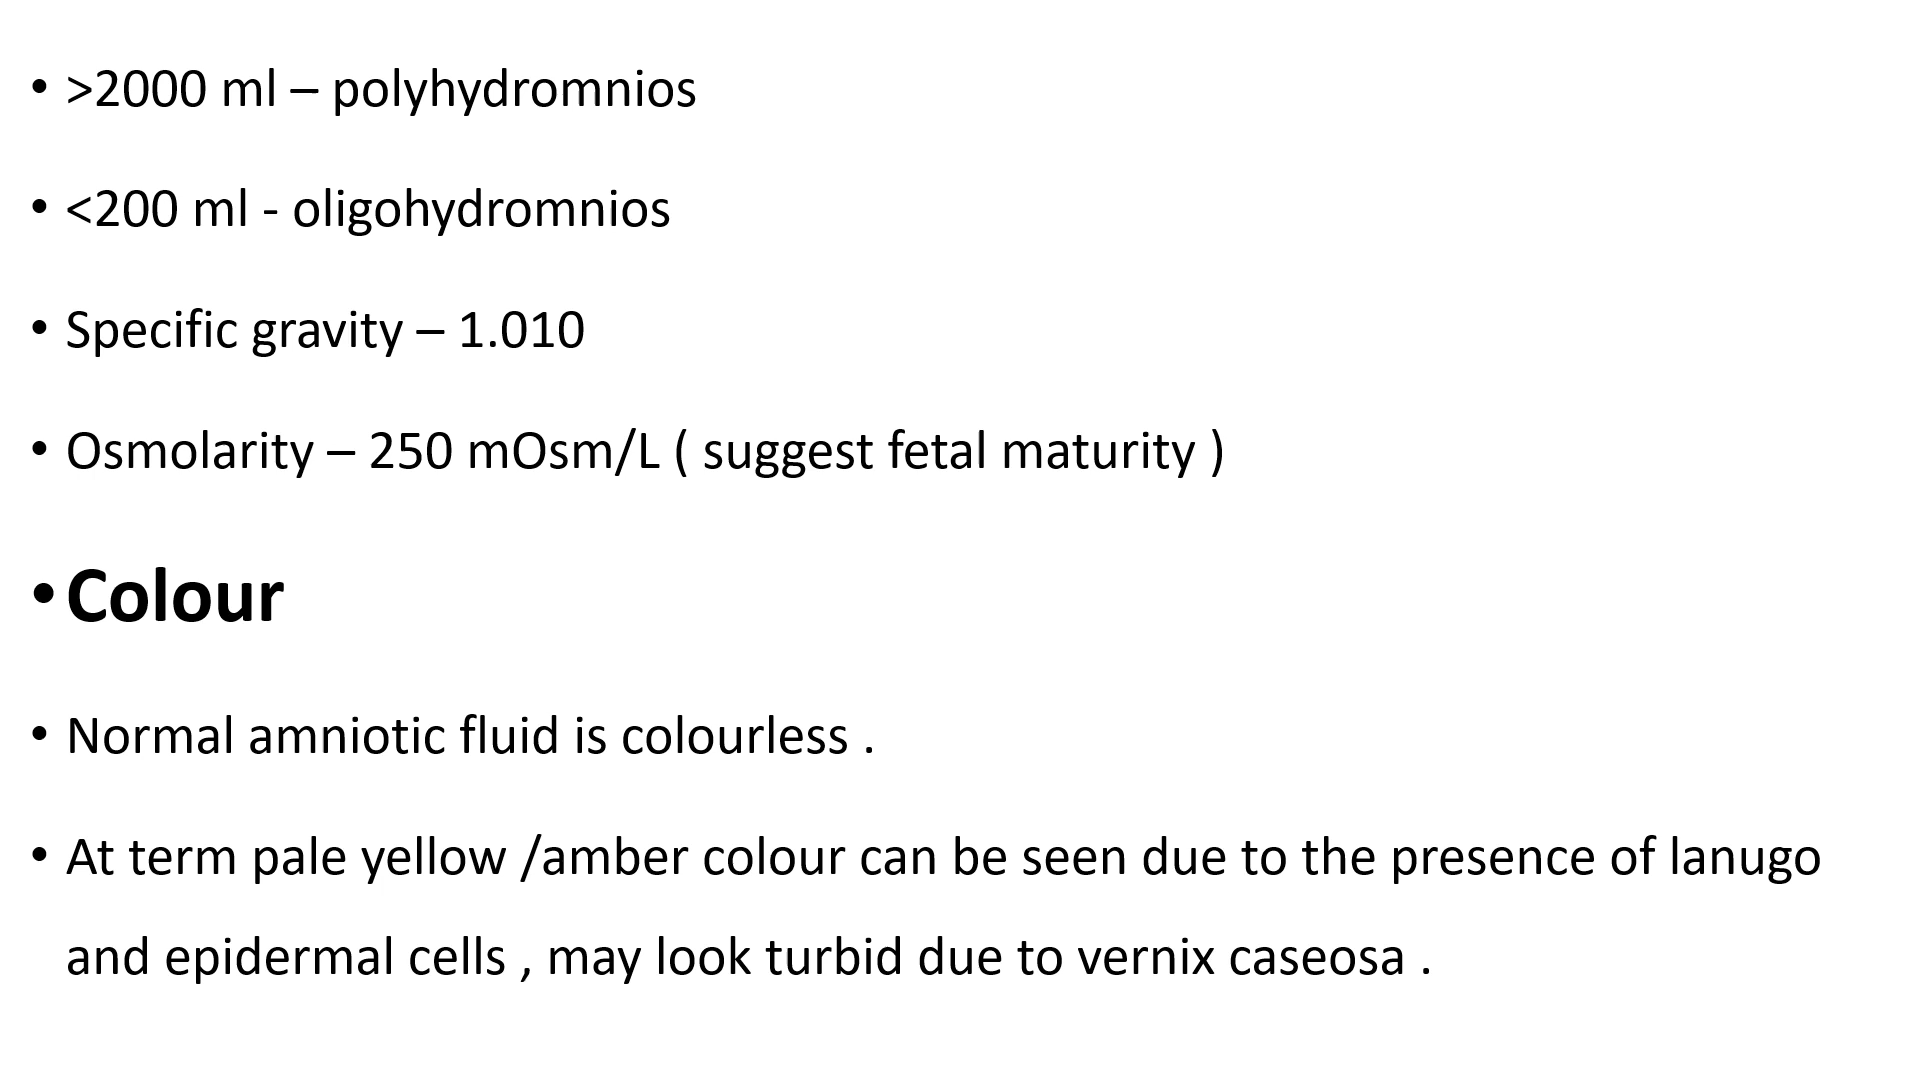 • >2000 ml – polyhydromnios
• <200 ml - oligohydromnios
• Specific gravity – 1.010
• Osmolarity – 250 mOsm/L ( suggest fetal maturity )
• Colour
• Normal amniotic fluid is colourless .
• At term pale yellow /amber colour can be seen due to the presence of lanugo
and epidermal cells , may look turbid due to vernix caseosa .